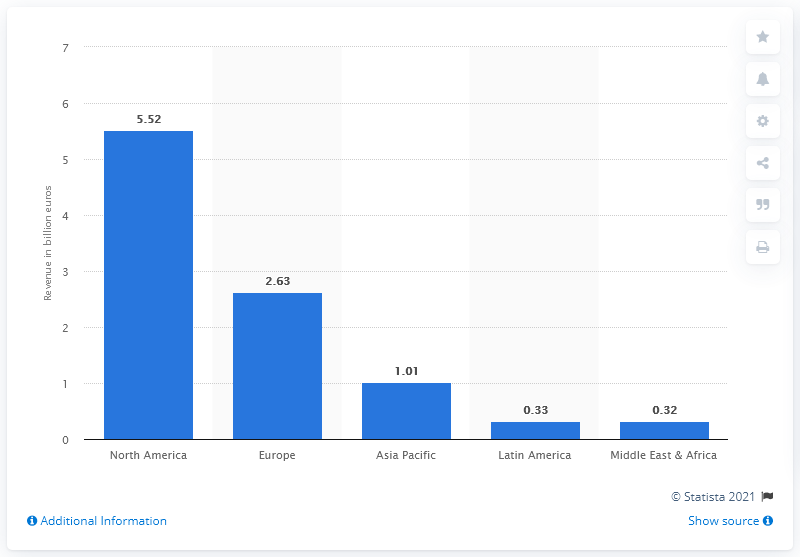 7
6
5
4
3
2
1
0
Revenue in billion euros
5.52
2.63
1.01
0.33
0.32
North America
Europe
Asia Pacific
Latin America
Middle East & Africa
© Statista 2021
Additional Information
Show source